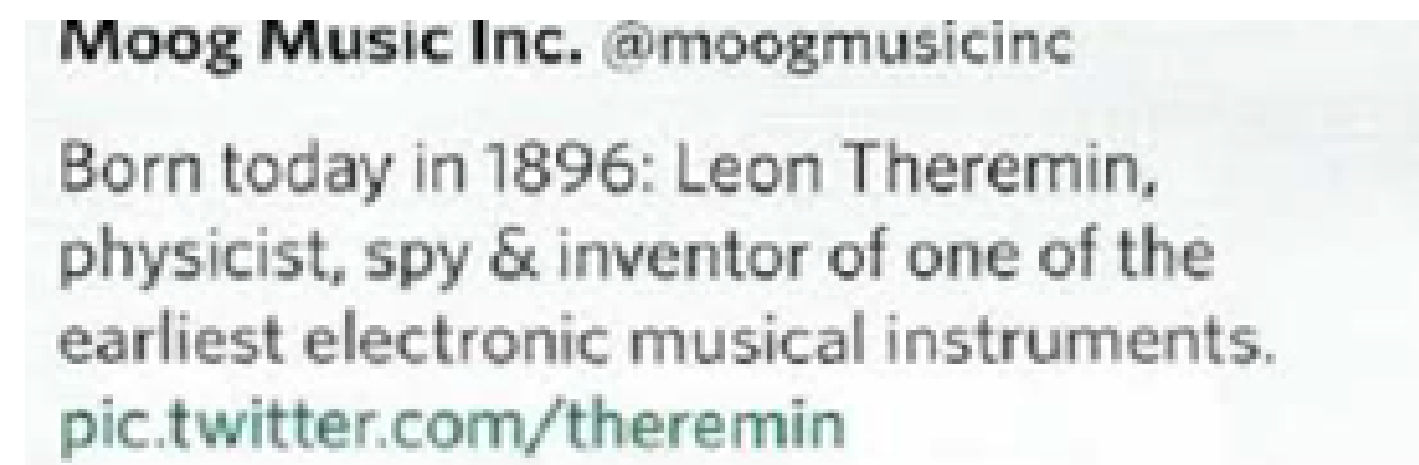 Moog Music Inc. @moogmusicinc
Born today in 1896: Leon Theremin,
physicist, spy & inventor of one of the
earliest electronic musical instruments.
pic.twitter.com/theremin